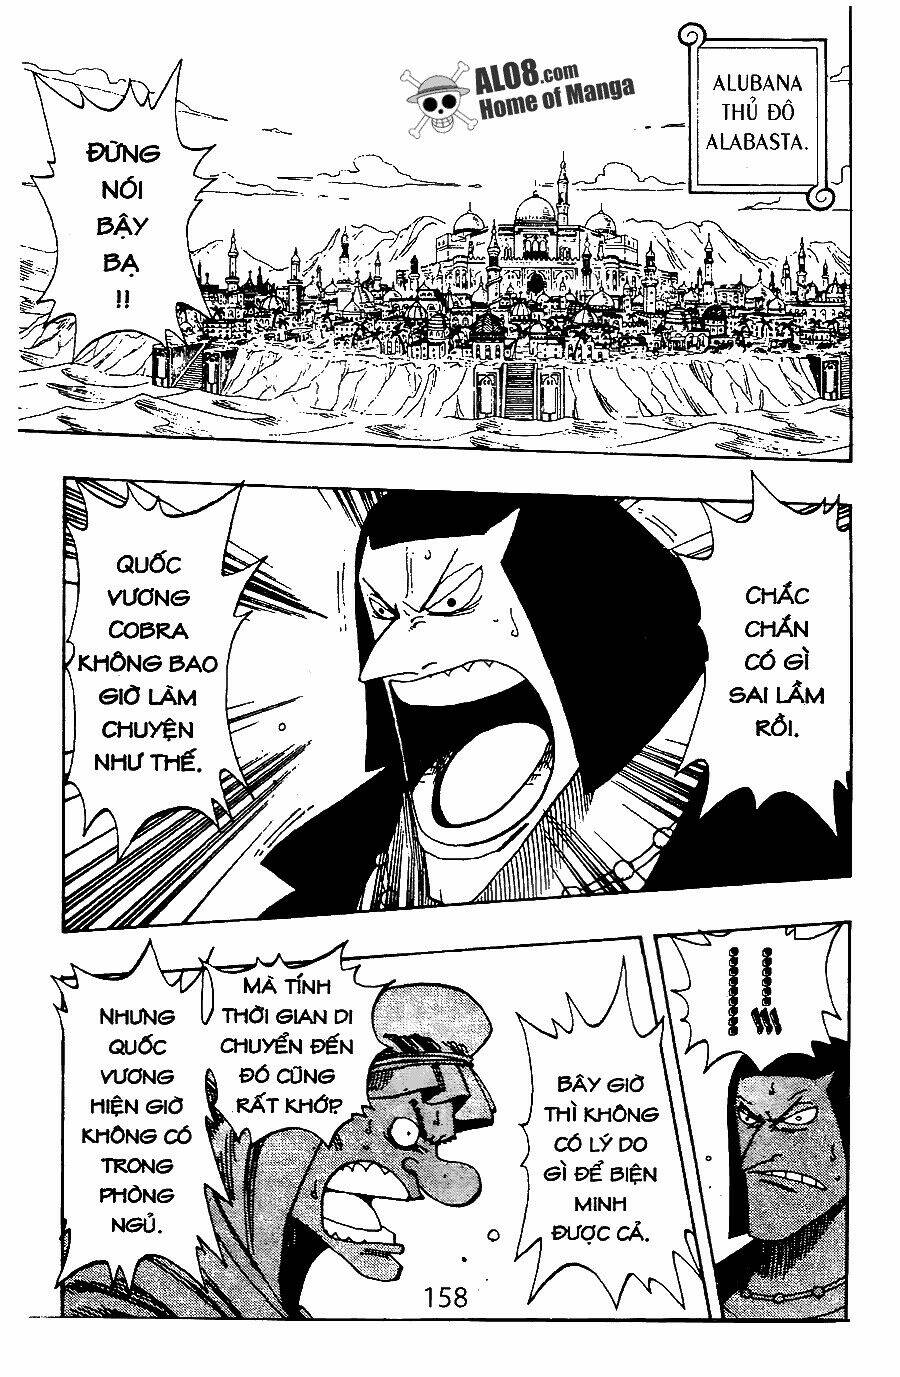 AL08.com
Home of Manga
ALUBANA
THỦ ĐÔ
ALABASTA.
ĐỪNG
NÓI
BẬY
BẠ
!!
CHẮC
CHẮN
CÓ GÌ
SAI LẦM
RỒI.
QUỐC
VƯƠNG
COBRA
KHÔNG BAO
GIỜ LÀM
CHUYỆN
NHƯ THẾ.
!!
BÂY GIỜ
THÌ KHÔNG
CÓ LÝ DO
GÌ ĐỂ BIỆN
MINH
ĐƯỢC CẢ.
MÀ TÍNH
THỜI GIAN DI
CHUYỂN ĐẾN
ĐÓ CŨNG
RẤT KHỚP.
NHƯNG
QUỐC
VƯƠNG
HIỆN GIỜ
KHÔNG CÓ
TRONG
PHÒNG
NGỦ.
158